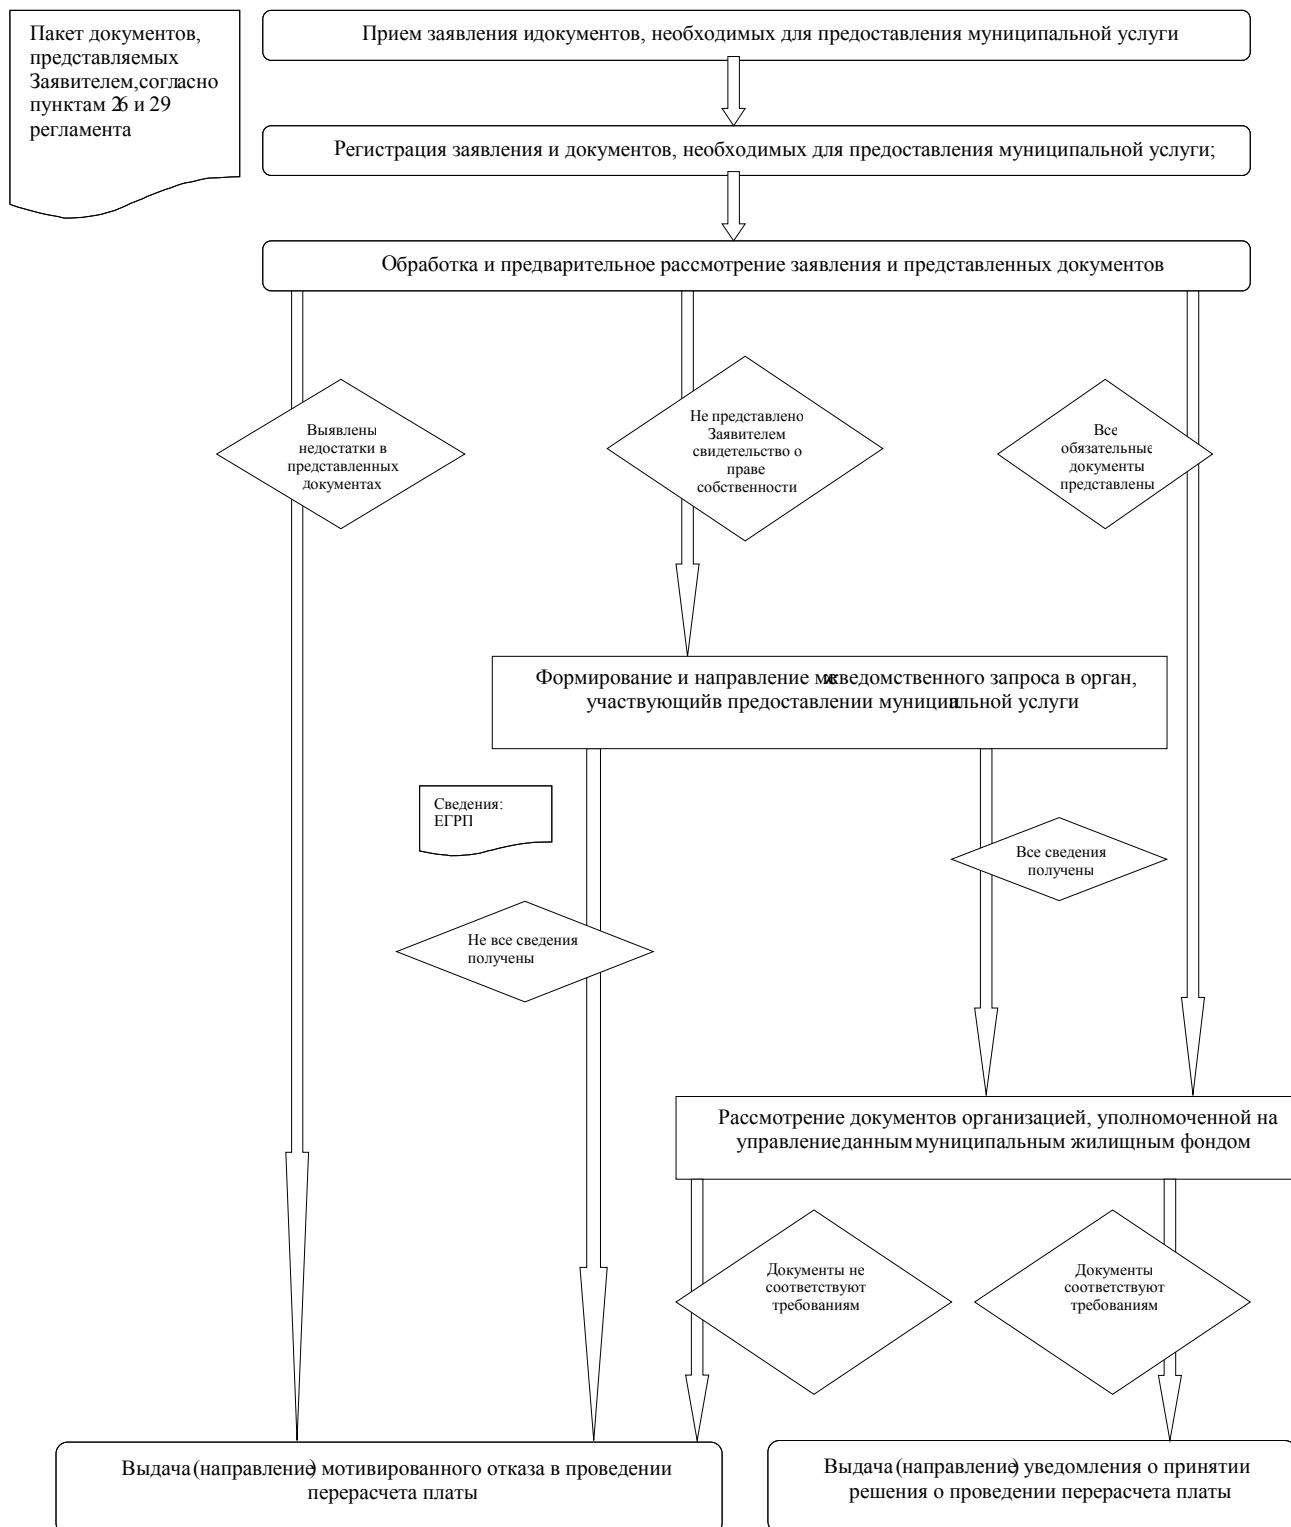 Пакет документов,
представляемых
Заявителем,согласно
пунктам 26 и 29
регламента
Прием заявления идокументов, необходимых для предоставления муниципальной услуги
Регистрация заявления и документов, необходимых для предоставления муниципальной услуги;
Обработка и предварительное рассмотрение заявления и представленных документов
Выявлены
недостатки в
представленных
документах
Не представлено
Заявителем
свидетельство о
праве
собственности
Все
обязательные
документы
представлены
Формирование и направление межведомственного запроса в орган,
участвующийв предоставлении муниципальной услуги
Сведения:
ЕГРП
Все сведения
получены
Не все сведения
получены
Рассмотрение документов организацией, уполномоченной на
управлениеданныммуниципальным жилищным фондом
Документы не
соответствуют
требованиям
Документы
соответствуют
требованиям
Выдача(направление) мотивированного отказа в проведении
перерасчета платы
Выдача(направление) уведомления о принятии
решения о проведении перерасчета платы